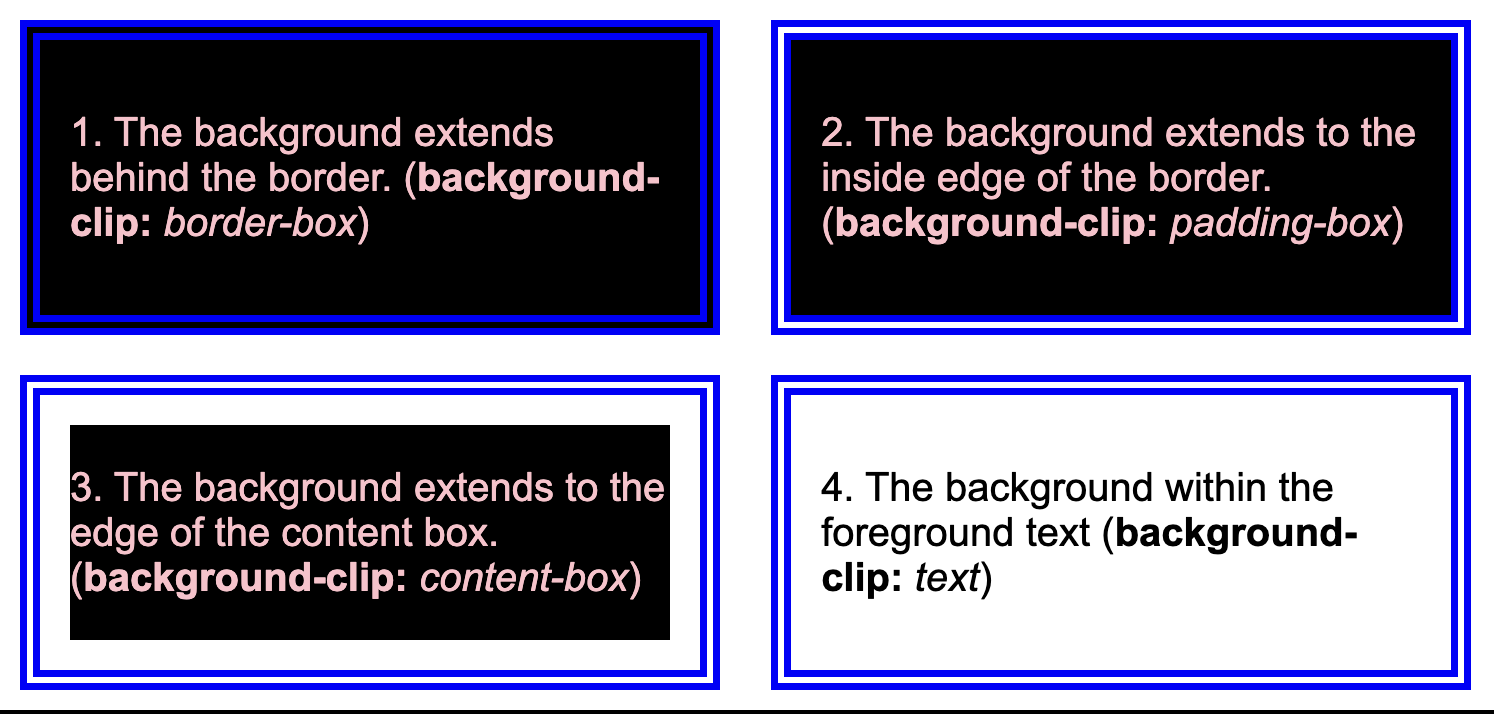 1. The background extends
behind the border. (background-
clip: border-box)
2. The background extends to the
inside edge of the border.
(background-clip: padding-box)
3. The background extends to the
edge of the content box.
(background-clip: content-box)
4. The background within the
foreground text (background-
clip: text)